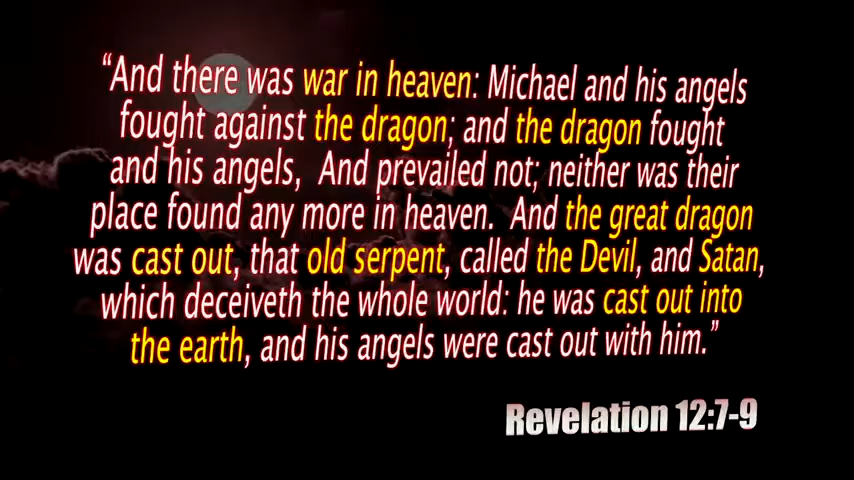 “And there was war in heaven: Michael and his angels
fought against the dragon; and the dragon fought
and his angels, And prevailed not; neither was their
place found any more in heaven. And the great dragon
was cast out, that old serpent, called the Devil, and Satan,
which deceiveth the whole world: he was cast out into
the earth, and his angels were cast out with him.”
Revelation 12:7-9